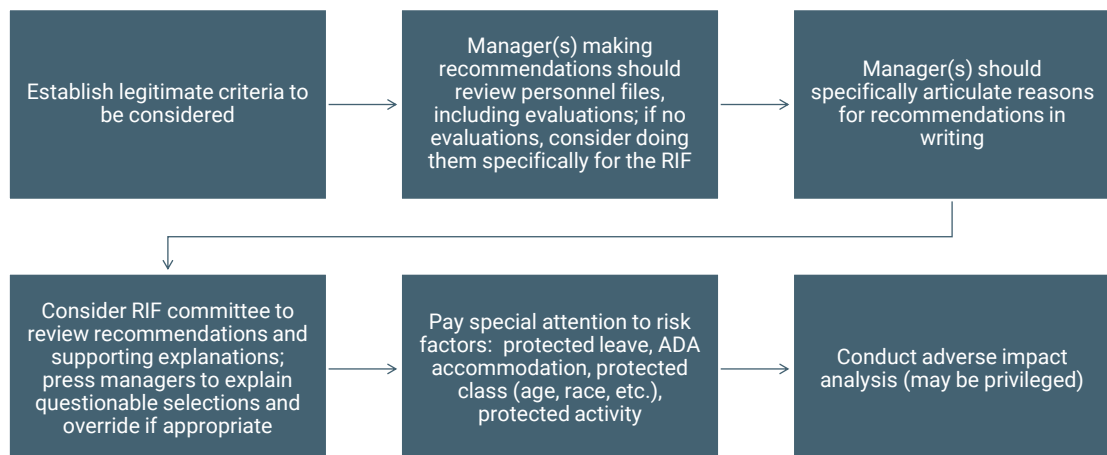 Establish legitimate criteria to
be considered
Manager(s) making
recommendations should
review personnel files,
including evaluations; if no
evaluations, consider doing
them specifically for the RIF
Manager(s) should
specifically articulate reasons
for recommendations in
writing
Consider RIF committee to
review recommendations and
supporting explanations;
press managers to explain
questionable selections and
override if appropriate
Pay special attention to risk
factors:  protected leave, ADA
accommodation, protected
class (age, race, etc.),
protected activity
Conduct adverse impact
analysis (may be privileged)